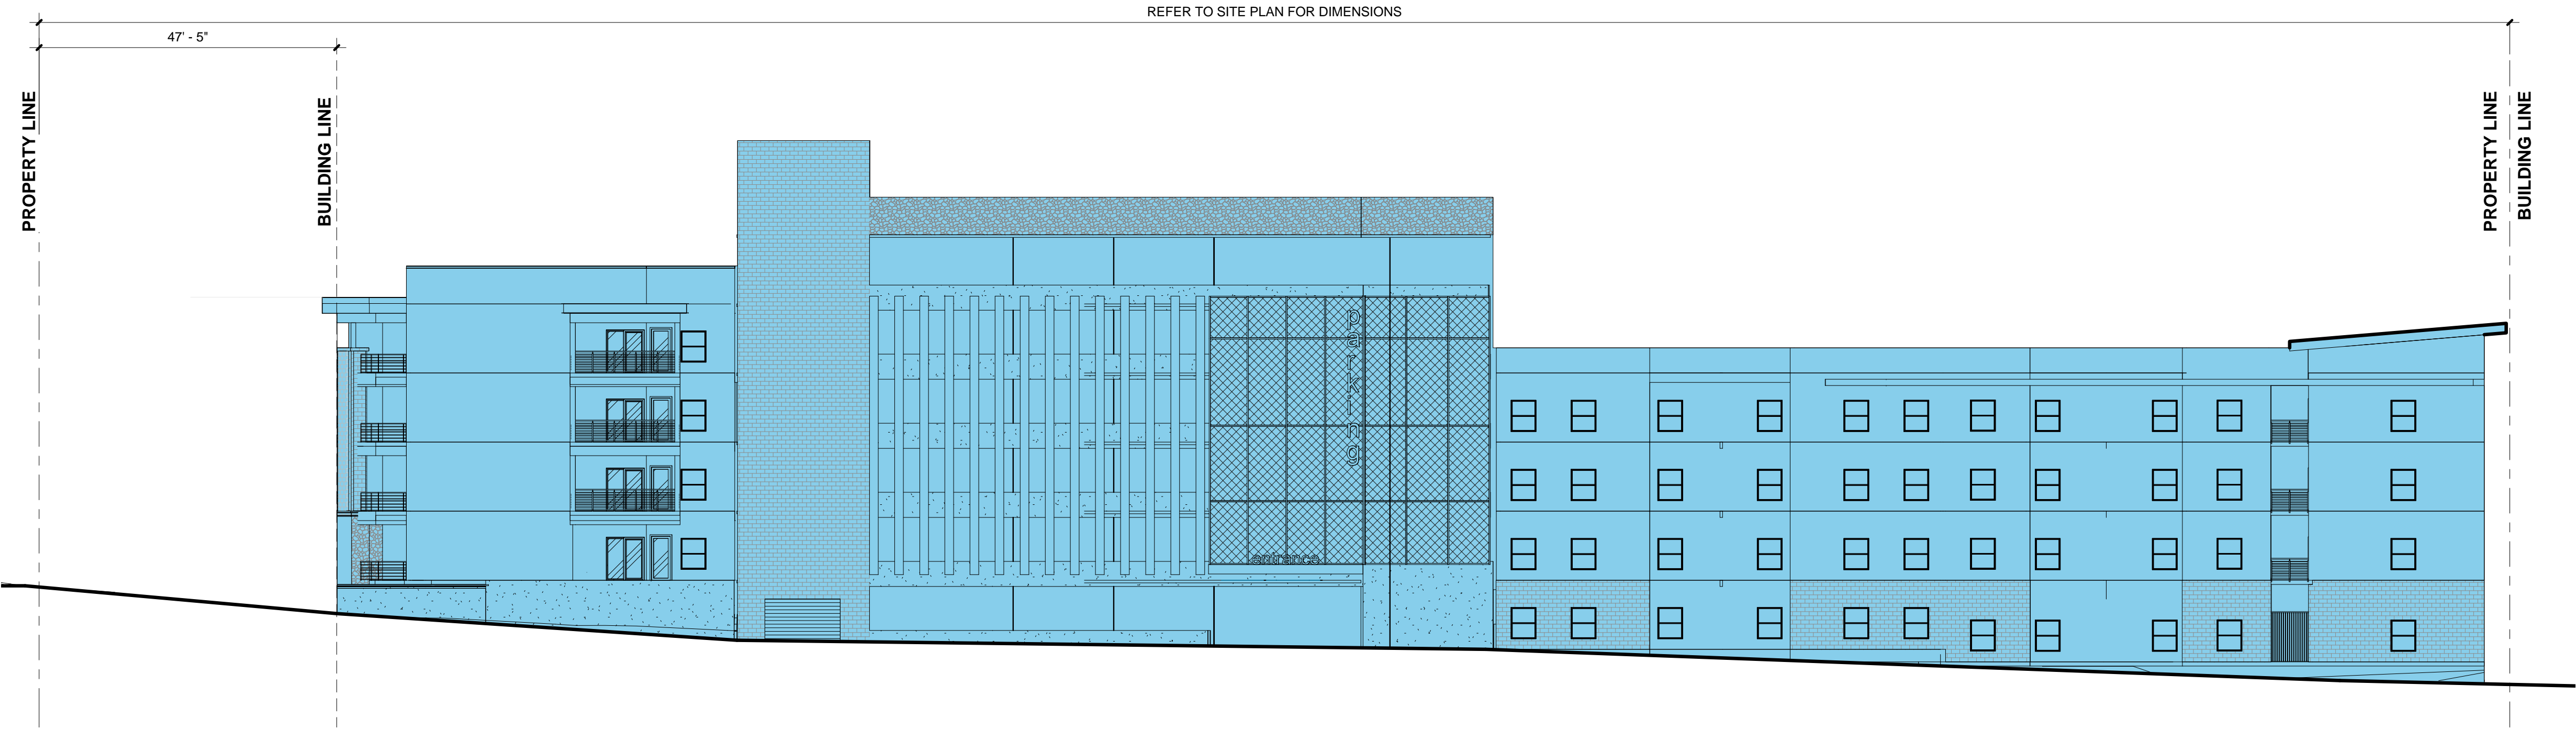 REFER TO SITE PLAN FOR DIMENSIONS
47' - 5"
PROPERTY LINE
BUILDING LINE
PROPERTY LINE
BUILDING LINE
PARKING
entrance